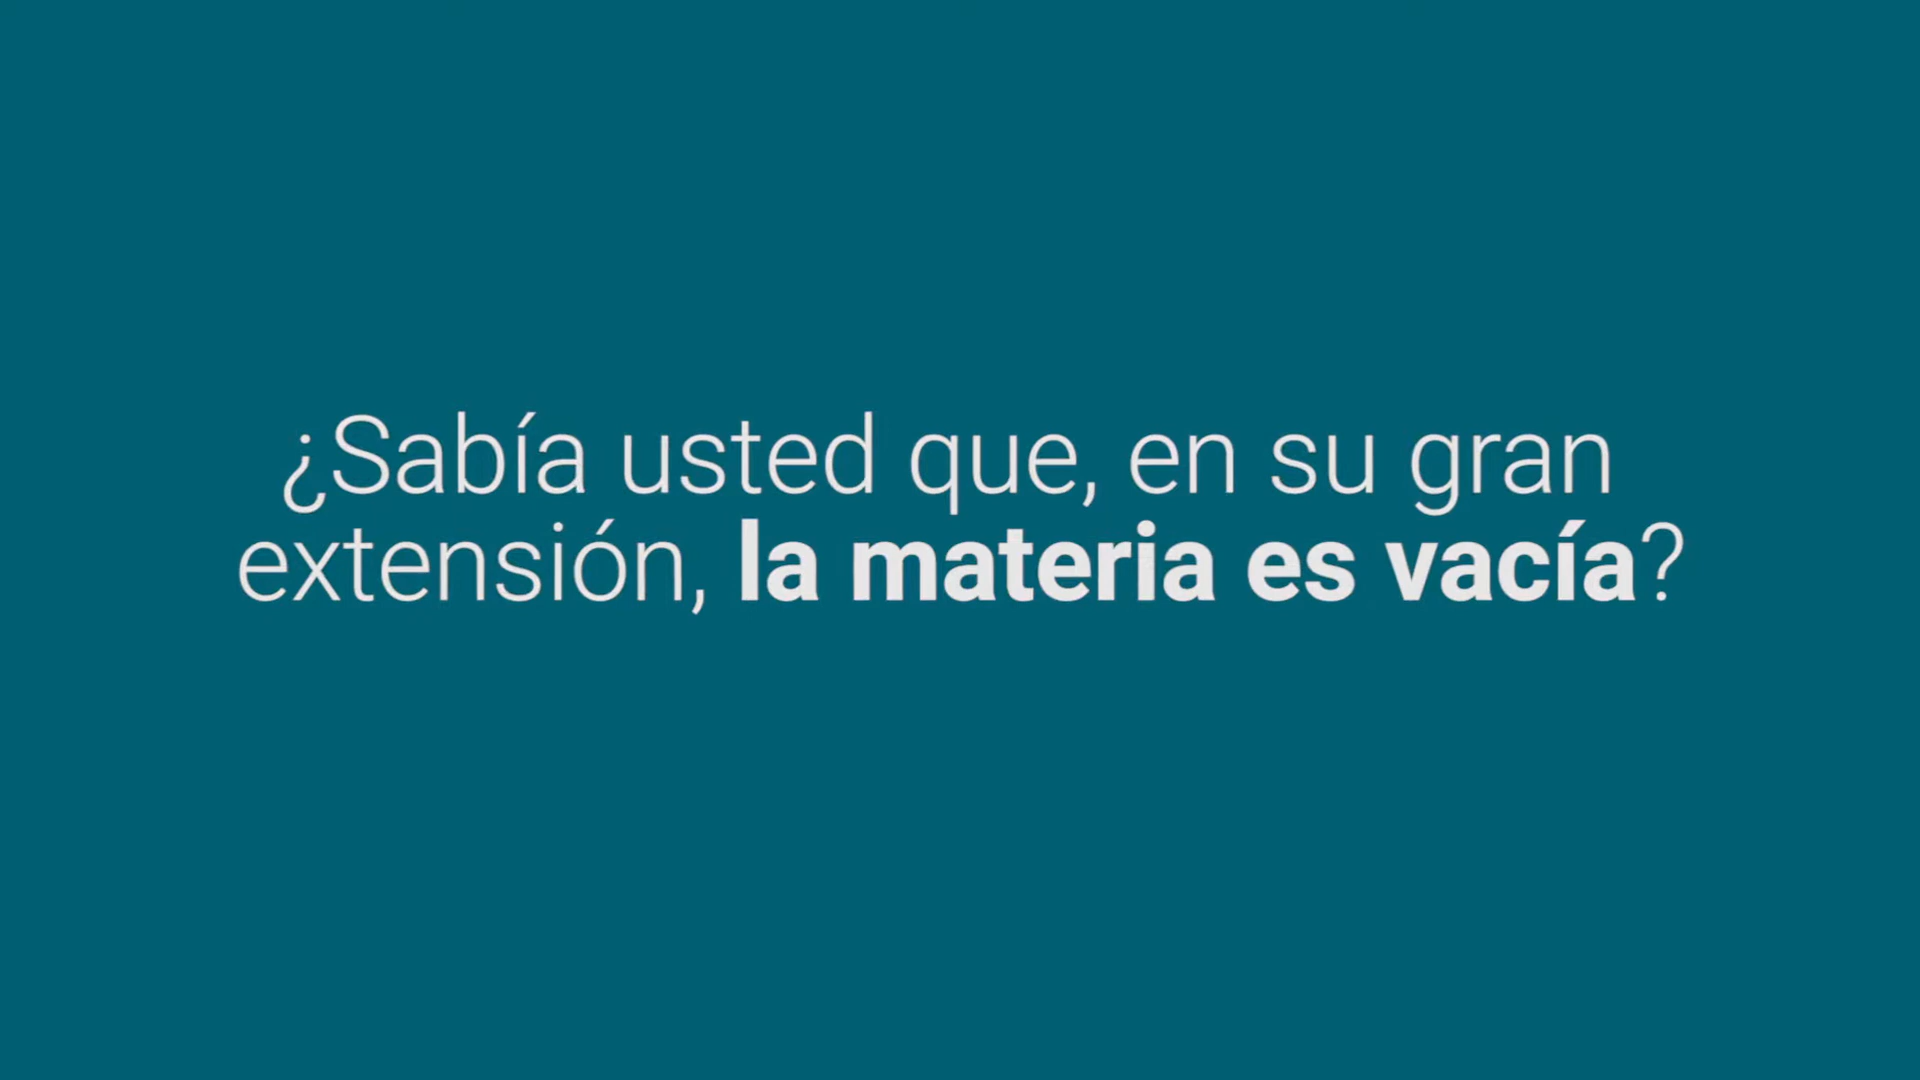 ¿Sabía usted que, en su gran
extensión, la materia es vacía?